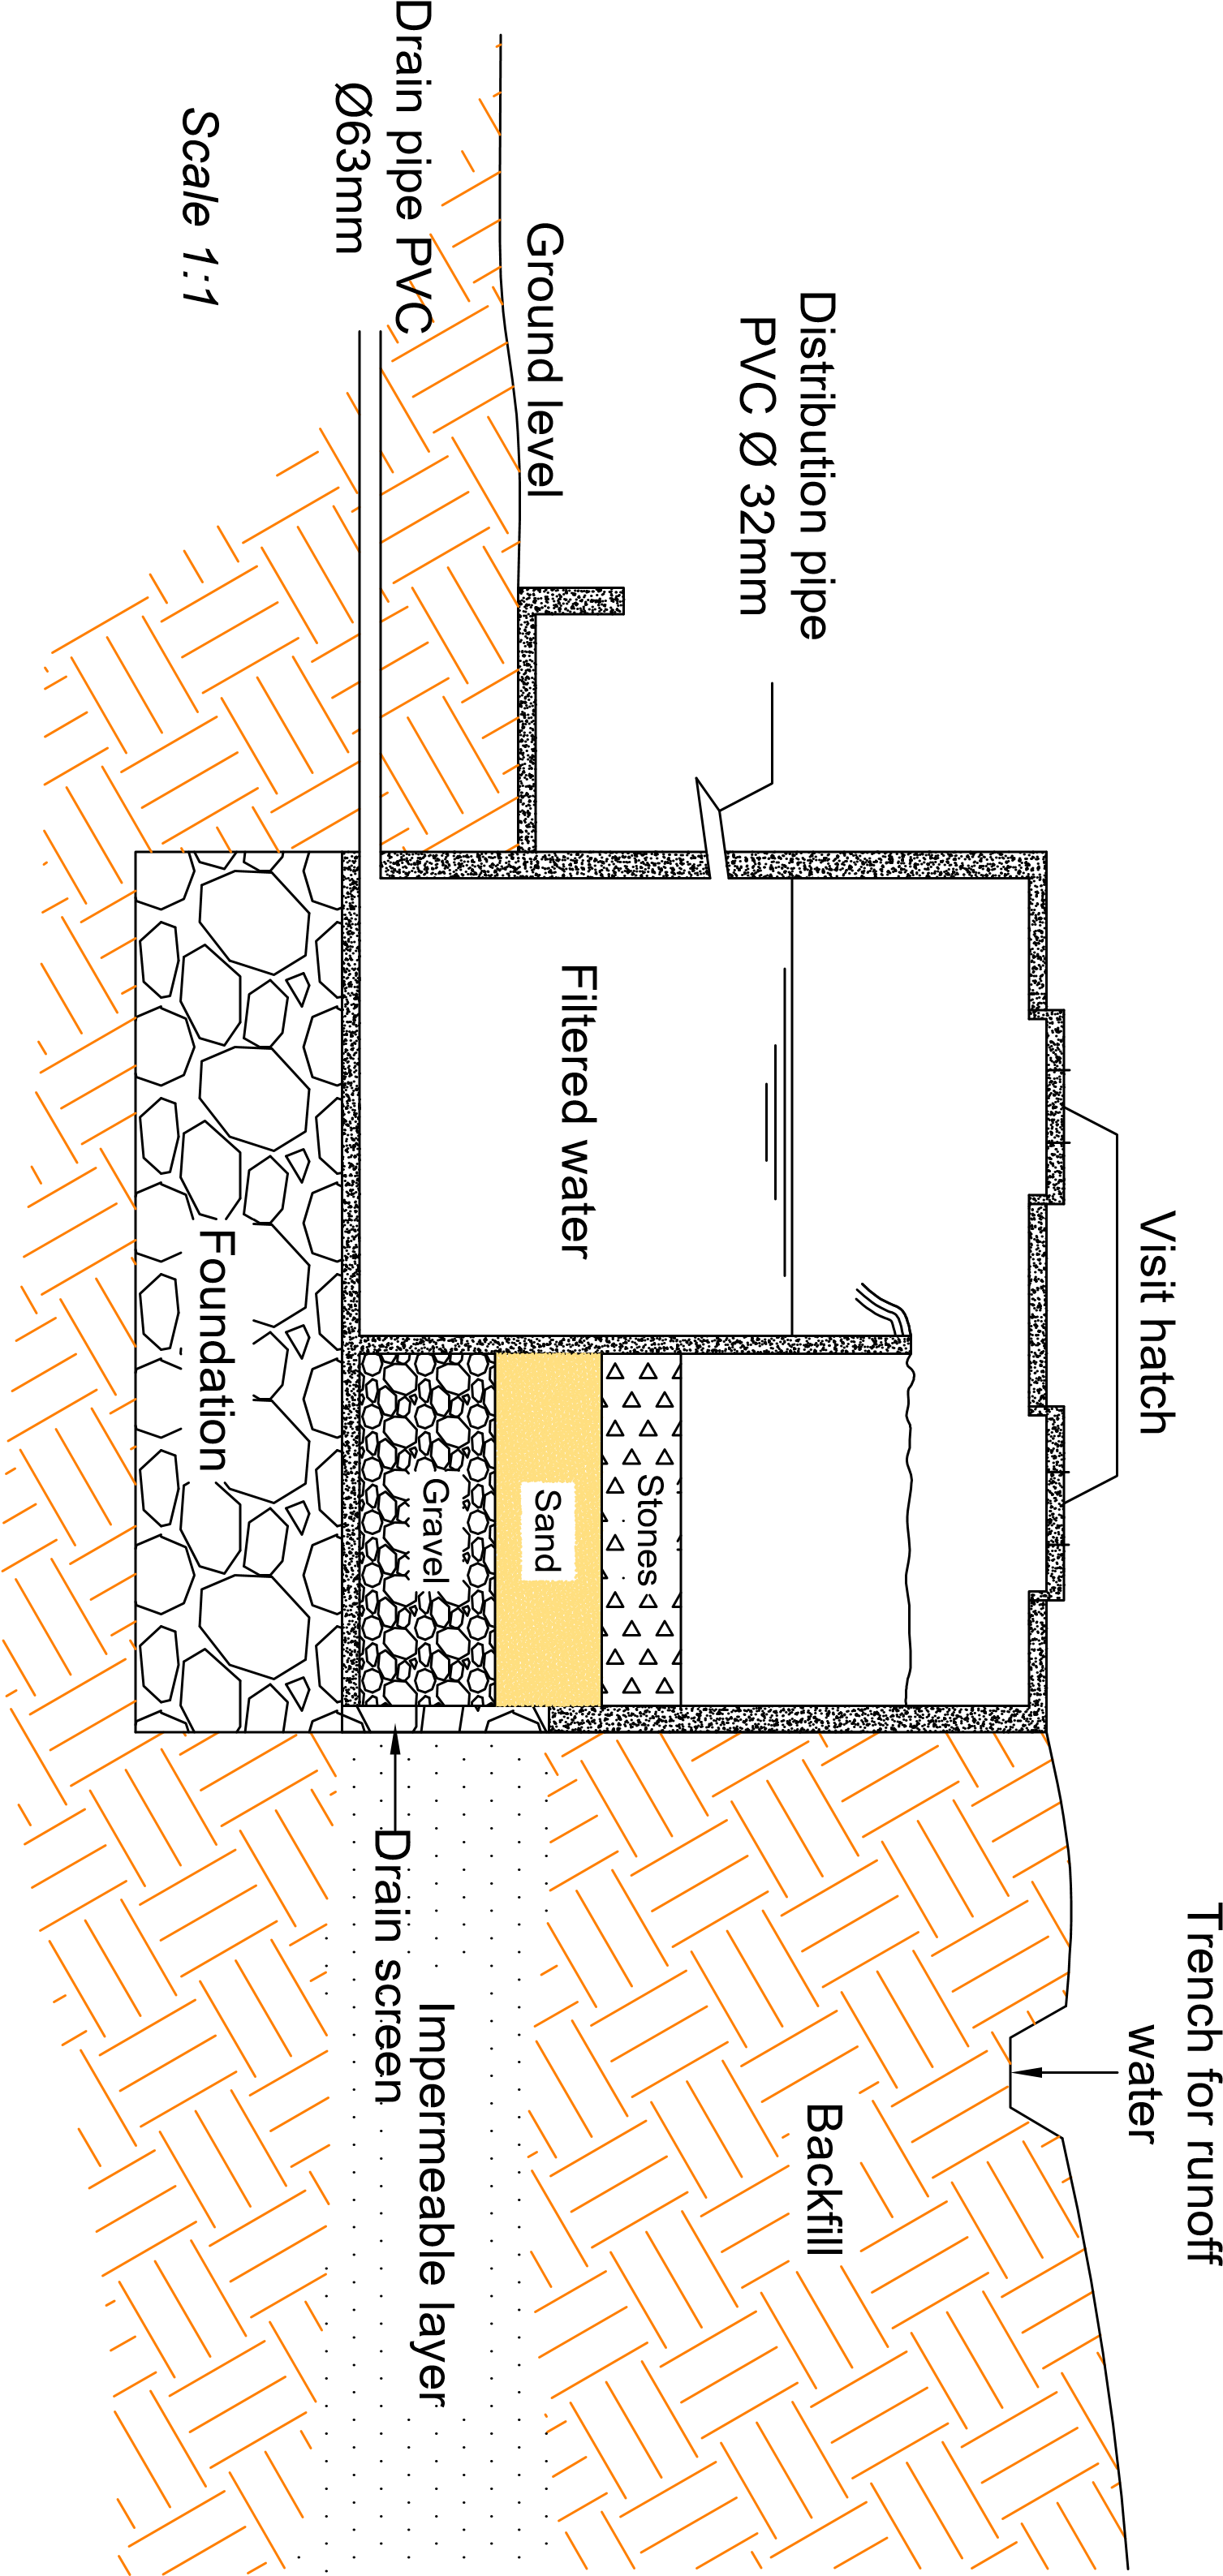 Trench for runoff
water
Visit hatch
Distribution pipe
PVC Ø 32mm
Backfill
Ground level
Filtered water
Stones
Sand
Gravel
Impermeable layer
Drain screen
Drain pipe PVC
Ø63mm
Foundation
Scale 1:1